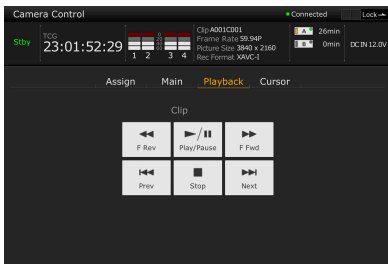 Camera Control
Connected
Lock
Stby
TCG
23:01:52:29
0
20
1 2 3 4
Clip A001C001
Frame Rate 59.94P
Picture Size 3840 x 2160
Rec Format XAVC-I
A 26min
B 0min
DC IN 12.0V
Assign Main Playback Cursor
Clip
F Rev Play/Pause F Fwd
Prev Stop Next